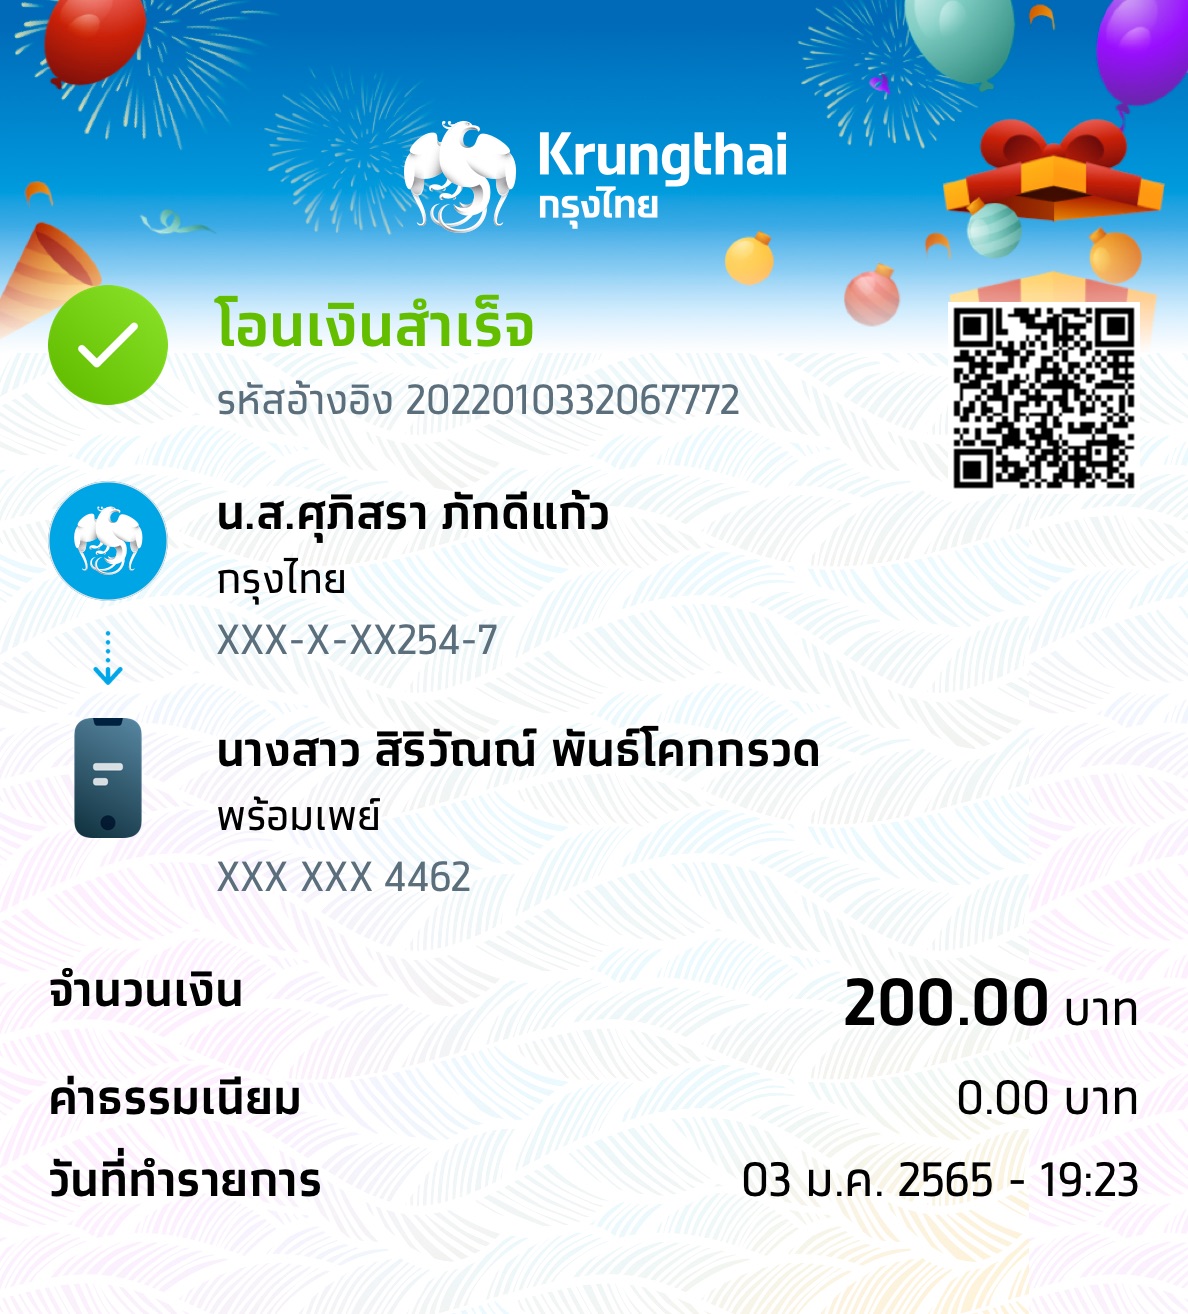 Krungthai
กรุงไทย
โอนเงินสำเร็จ
รหัสอ้างอิง 2022010332067772
น.ส.ศุภิสรา ภักดีแก้ว
กรุงไทย
XXX-X-XX254-7
นางสาว สิริวัณณ์ พันธ์โคกกรวด
พร้อมเพย์
XXX XXX 4462
จำนวนเงิน 200.00 บาท
ค่าธรรมเนียม 0.00 บาท
วันที่ทำรายการ 03 ม.ค. 2565 - 19:23